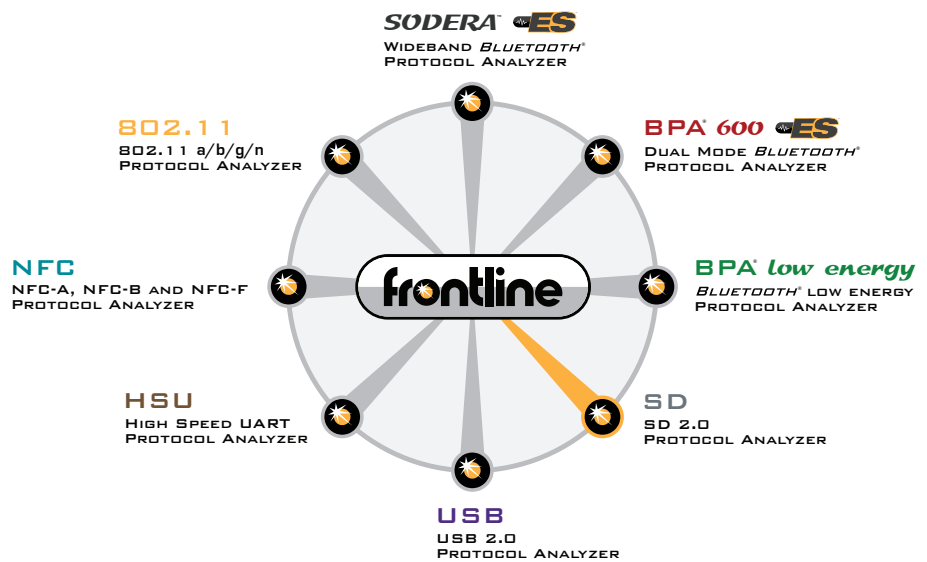 SODERA™ ES
WIDEBAND BLUETOOTH®
PROTOCOL ANALYZER
802.11
802.11 a/b/g/n
PROTOCOL ANALYZER
BPA® 600 ES
DUAL MODE BLUETOOTH®
PROTOCOL ANALYZER
NFC
NFC-A, NFC-B AND NFC-F
PROTOCOL ANALYZER
frontline
BPA® low energy
BLUETOOTH® LOW ENERGY
PROTOCOL ANALYZER
HSU
HIGH SPEED UART
PROTOCOL ANALYZER
SD
SD 2.0
PROTOCOL ANALYZER
USB
USB 2.0
PROTOCOL ANALYZER